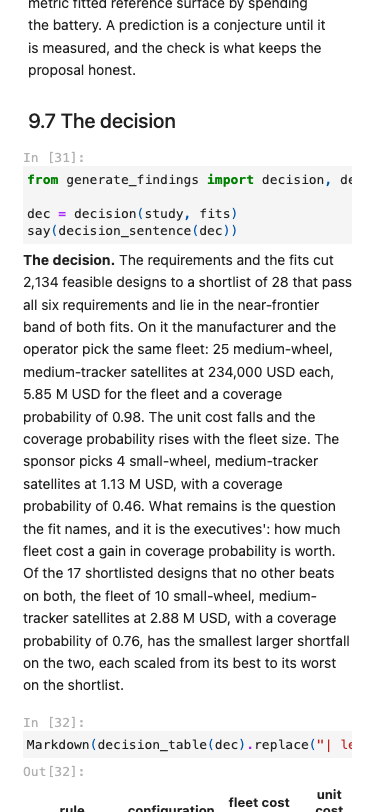 metric fitted reference surface by spending
the battery. A prediction is a conjecture until it
is measured, and the check is what keeps the
proposal honest.
9.7 The decision
In [31]:
from generate_findings import decision, de
dec = decision(study, fits)
say(decision_sentence(dec))
The decision. The requirements and the fits cut
2,134 feasible designs to a shortlist of 28 that pass
all six requirements and lie in the near-frontier
band of both fits. On it the manufacturer and the
operator pick the same fleet: 25 medium-wheel,
medium-tracker satellites at 234,000 USD each,
5.85 M USD for the fleet and a coverage
probability of 0.98. The unit cost falls and the
coverage probability rises with the fleet size. The
sponsor picks 4 small-wheel, medium-tracker
satellites at 1.13 M USD, with a coverage
probability of 0.46. What remains is the question
the fit names, and it is the executives': how much
fleet cost a gain in coverage probability is worth.
Of the 17 shortlisted designs that no other beats
on both, the fleet of 10 small-wheel, medium-
tracker satellites at 2.88 M USD, with a coverage
probability of 0.76, has the smallest larger shortfall
on the two, each scaled from its best to its worst
on the shortlist.
In [32]:
Markdown(decision_table(dec).replace("| le
Out[32]:
unit
fleet cost
rule configuration cost